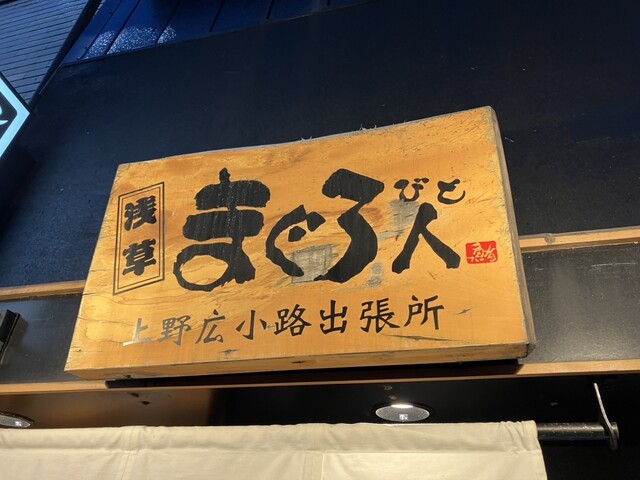 浅草
まぐろ人
びと
上野広小路出張所